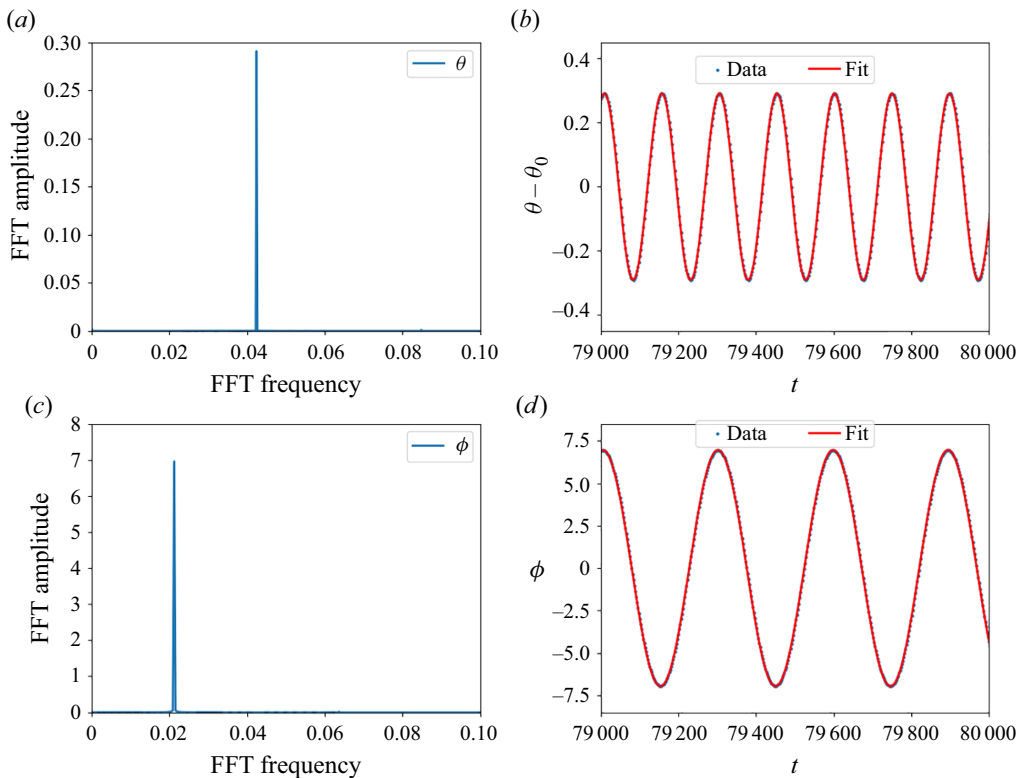 (a)
0.30
0.25
0.20
0.15
0.10
0.05
0
FFT amplitude
θ
0 0.02 0.04 0.06 0.08 0.10
FFT frequency
(b)
0.4
0.2
0
–0.2
–0.4
θ – θ0
Data Fit
79 000 79 200 79 400 79 600 79 800 80 000
t
(c)
8
7
6
5
4
3
2
1
0
FFT amplitude
ϕ
0 0.02 0.04 0.06 0.08 0.10
FFT frequency
(d)
7.5
5.0
2.5
0
–2.5
–5.0
–7.5
ϕ
Data Fit
79 000 79 200 79 400 79 600 79 800 80 000
t